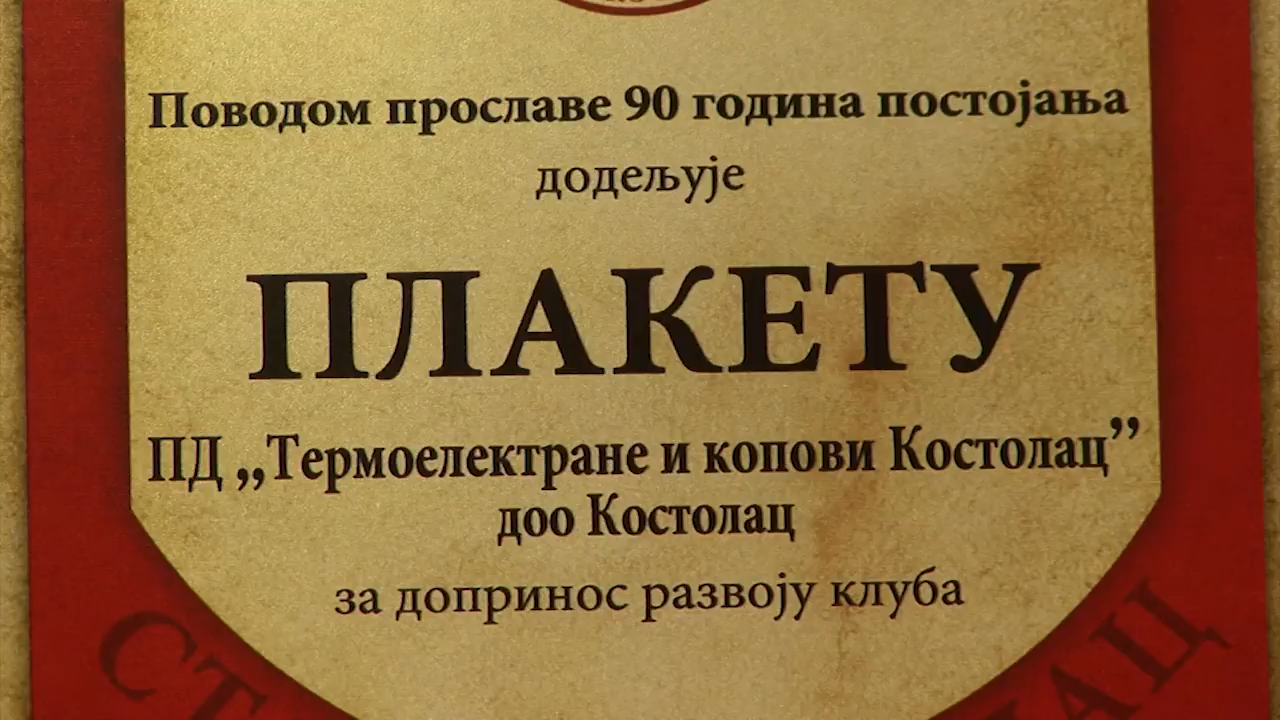 Поводом прославе 90 година постојања
додељује
ПЛАКЕТУ
ПД „Термоелектране и копови Костолац”
доо Костолац
за допринос развоју клуба